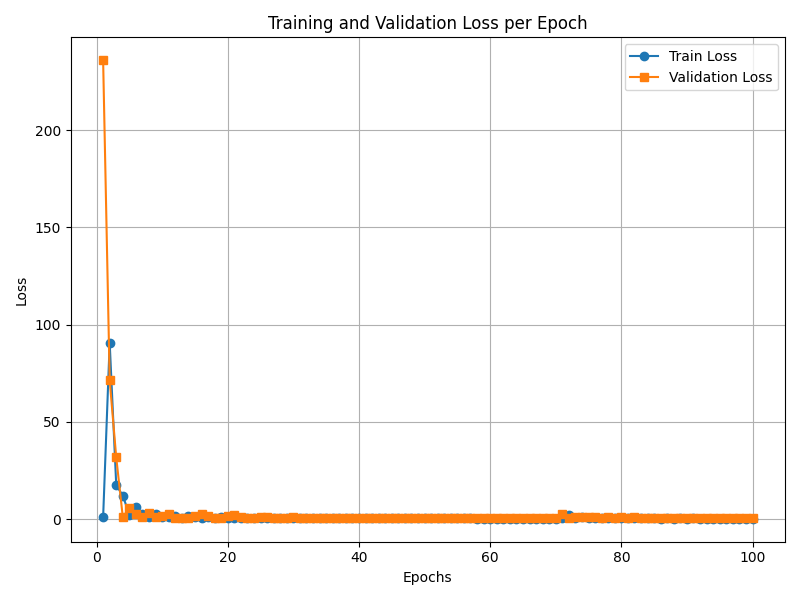 Training and Validation Loss per Epoch
Train Loss
Validation Loss
Loss
200
150
100
50
0
0 20 40 60 80 100
Epochs